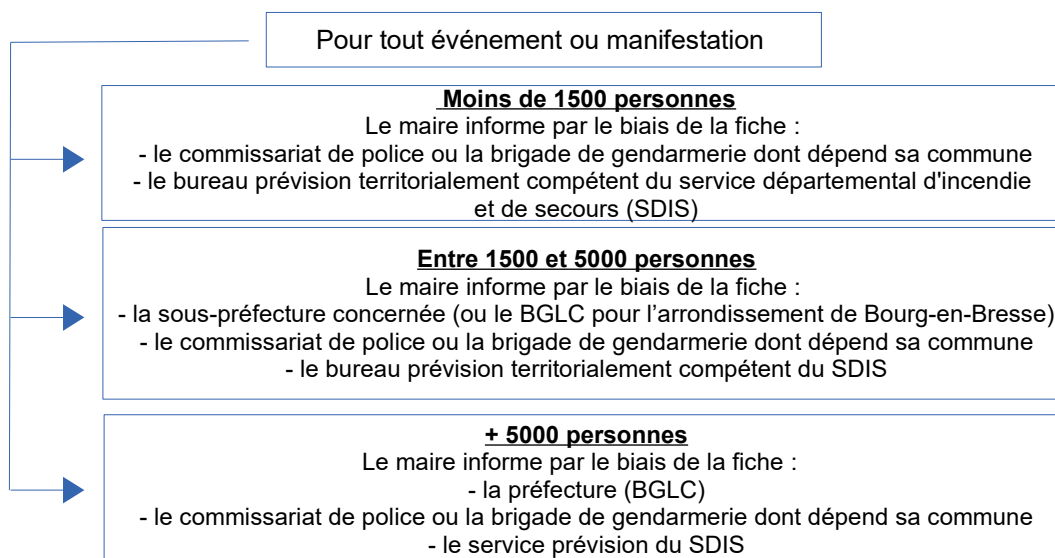 Pour tout événement ou manifestation
Moins de 1500 personnes
Le maire informe par le biais de la fiche :
- le commissariat de police ou la brigade de gendarmerie dont dépend sa commune
- le bureau prévision territorialement compétent du service départemental d'incendie
et de secours (SDIS)
Entre 1500 et 5000 personnes
Le maire informe par le biais de la fiche :
- la sous-préfecture concernée (ou le BGLC pour l’arrondissement de Bourg-en-Bresse)
- le commissariat de police ou la brigade de gendarmerie dont dépend sa commune
- le bureau prévision territorialement compétent du SDIS
+ 5000 personnes
Le maire informe par le biais de la fiche :
- la préfecture (BGLC)
- le commissariat de police ou la brigade de gendarmerie dont dépend sa commune
- le service prévision du SDIS